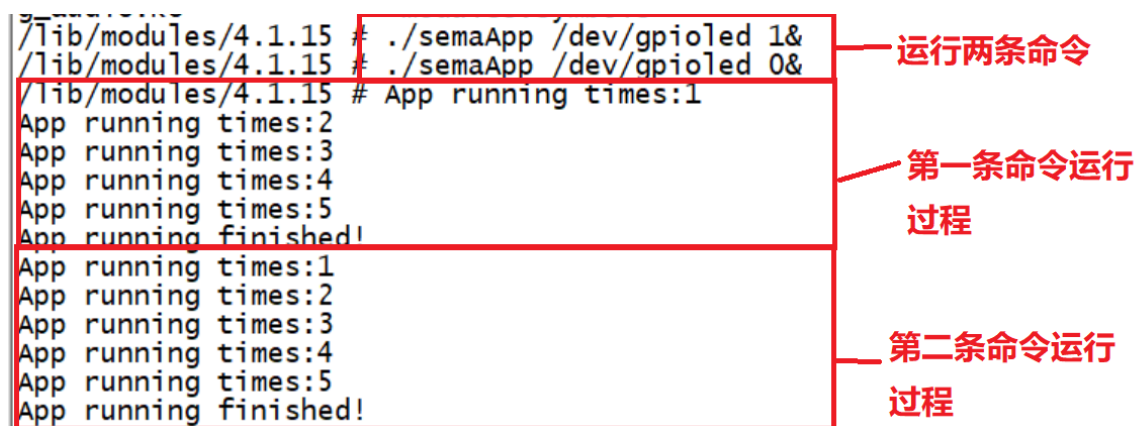 /lib/modules/4.1.15 # ./semaApp /dev/gpioled 1&
/lib/modules/4.1.15 # ./semaApp /dev/gpioled 0&
运行两条命令
/lib/modules/4.1.15 # App running times:1
App running times:2
App running times:3
App running times:4
App running times:5
App running finished!
第一条命令运行
过程
App running times:1
App running times:2
App running times:3
App running times:4
App running times:5
App running finished!
第二条命令运行
过程